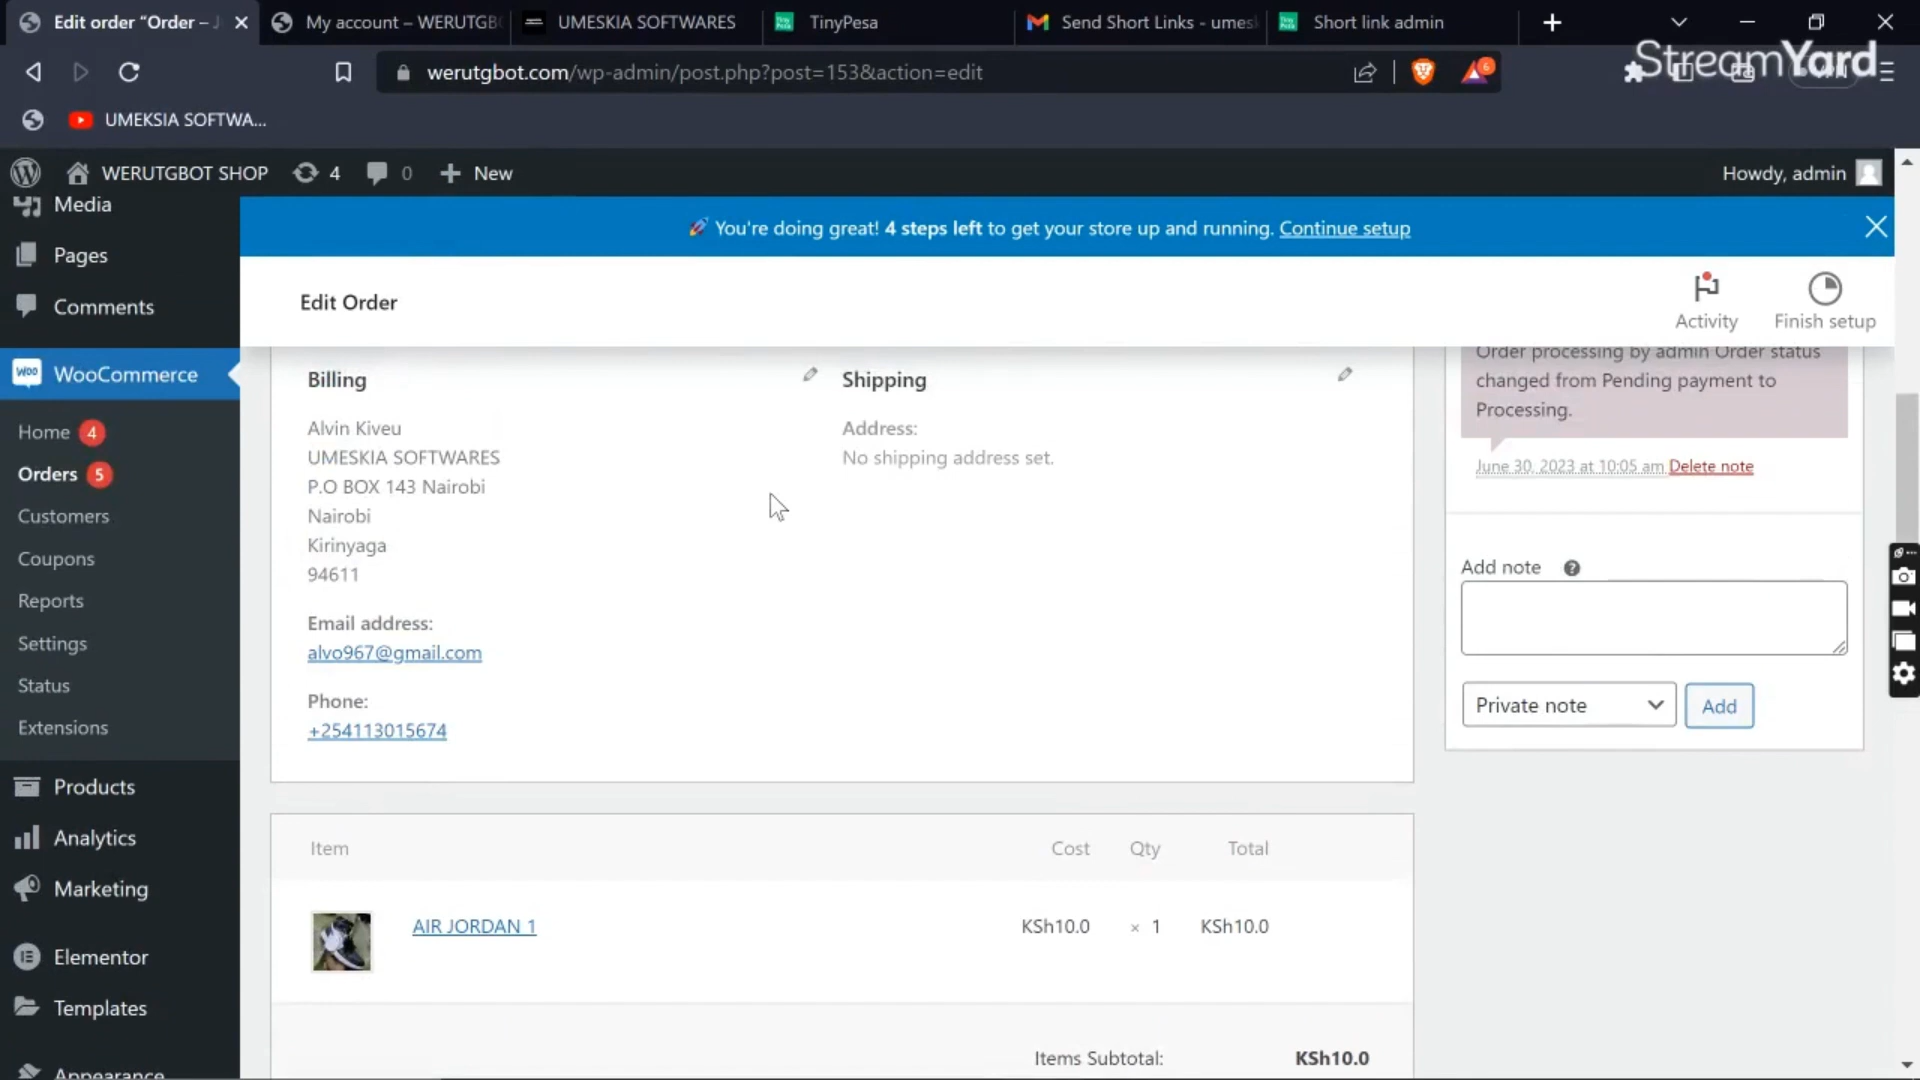 Edit order “Order – J
My account – WERUTGB
UMESKIA SOFTWARES
TinyPesa
Send Short Links - umes
Short link admin
werutgbot.com/wp-admin/post.php?post=153&action=edit
6
StreamYard
UMEKSIA SOFTWA...
WERUTGBOT SHOP
4
0
New
Howdy, admin
Media
Pages
Comments
WooCommerce
Home 4
Orders 5
Customers
Coupons
Reports
Settings
Status
Extensions
Products
Analytics
Marketing
Elementor
Templates
Appearance
🚀 You're doing great! 4 steps left to get your store up and running. Continue setup
Edit Order
Activity
Finish setup
Billing
Alvin Kiveu
UMESKIA SOFTWARES
P.O BOX 143 Nairobi
Nairobi
Kirinyaga
94611
Email address:
alvo967@gmail.com
Phone:
+254113015674
Shipping
Address:
No shipping address set.
Order processing by admin Order status
changed from Pending payment to
Processing.
June 30, 2023 at 10:05 am Delete note
Add note
Private note
Add
Item Cost Qty Total
AIR JORDAN 1 KSh10.0 × 1 KSh10.0
Items Subtotal: KSh10.0